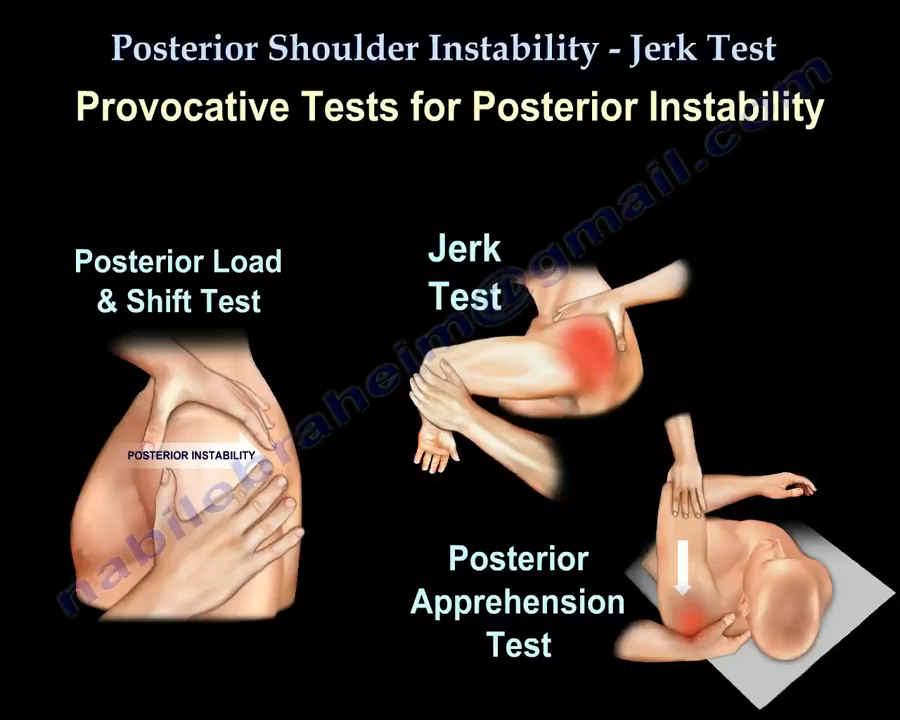 Posterior Shoulder Instability - Jerk Test
Provocative Tests for Posterior Instability
Posterior Load
& Shift Test
Jerk
Test
POSTERIOR INSTABILITY
Posterior
Apprehension
Test
nabilebraheim@gmail.com